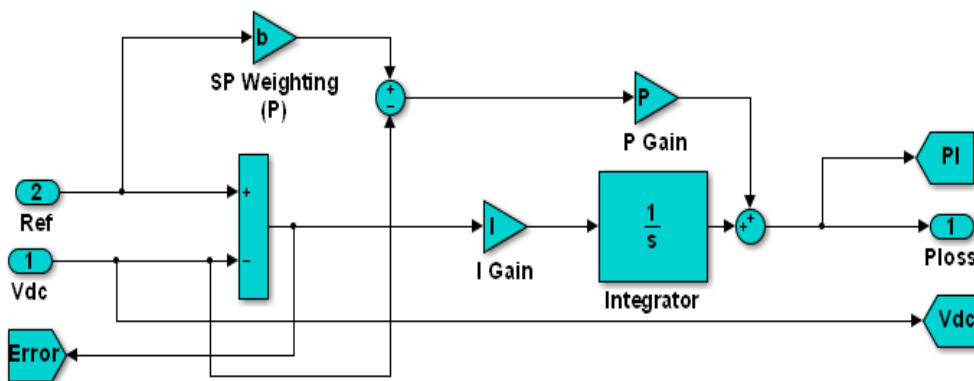 b
SP Weighting
(P)
+
−
P
P Gain
PI
2
Ref
+
−
1
Vdc
I
I Gain
1
s
Integrator
+
+
1
Ploss
Error
Vdc